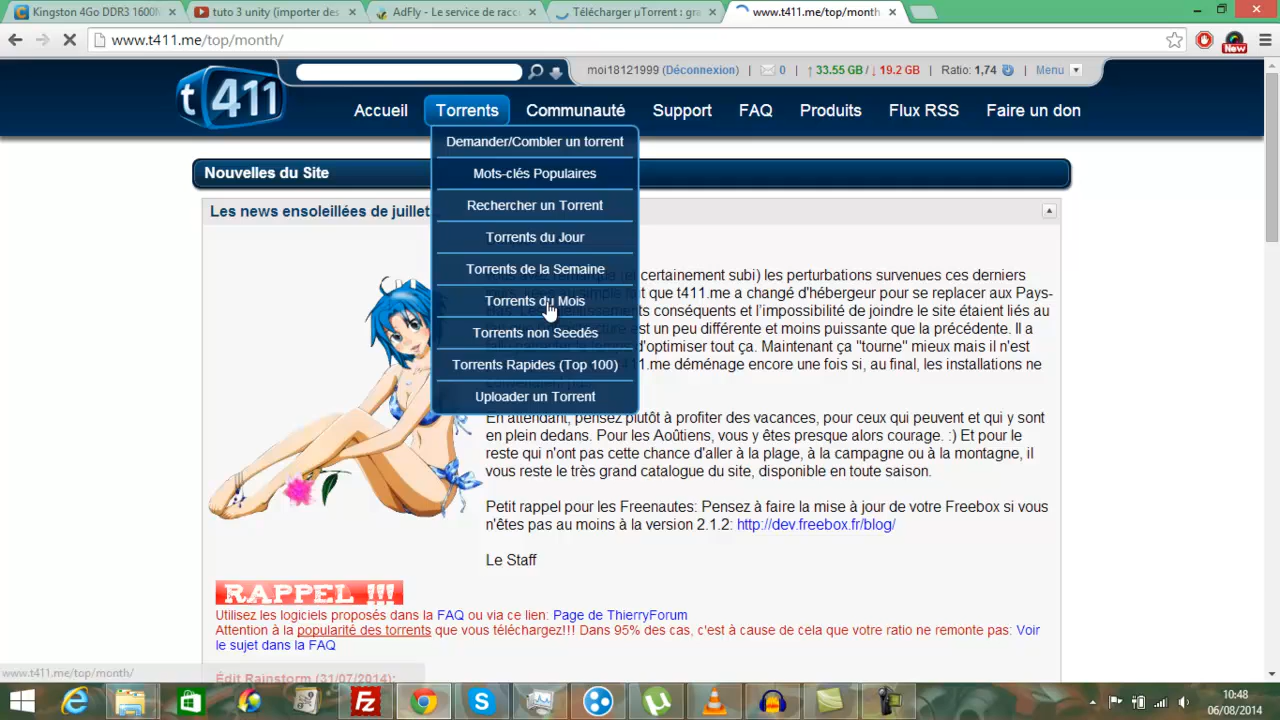 Kingston 4Go DDR3 1600M
tuto 3 unity (importer des
AdFly - Le service de racco
Télécharger µTorrent : gra
www.t411.me/top/month
www.t411.me/top/month/
New
t411
moi18121999 (Déconnexion)
0
↑ 33.55 GB / ↓ 19.2 GB
Ratio: 1,74
Menu
Accueil
Torrents
Communauté
Support
FAQ
Produits
Flux RSS
Faire un don
Demander/Combler un torrent
Mots-clés Populaires
Rechercher un Torrent
Torrents du Jour
Torrents de la Semaine
Torrents du Mois
Torrents non Seedés
Torrents Rapides (Top 100)
Uploader un Torrent
Nouvelles du Site
Les news ensoleillées de juillet
certainement subi) les perturbations survenues ces derniers
que t411.me a changé d'hébergeur pour se replacer aux Pays-
conséquents et l'impossibilité de joindre le site étaient liés au
est un peu différente et moins puissante que la précédente. Il a
d'optimiser tout ça. Maintenant ça "tourne" mieux mais il n'est
déménage encore une fois si, au final, les installations ne
En attendant, pensez plutôt à profiter des vacances, pour ceux qui peuvent et qui y sont
en plein dedans. Pour les Aoûtiens, vous y êtes presque alors courage. :) Et pour le
reste qui n'ont pas cette chance d'aller à la plage, à la campagne ou à la montagne, il
vous reste le très grand catalogue du site, disponible en toute saison.
Petit rappel pour les Freenautes: Pensez à faire la mise à jour de votre Freebox si vous
n'êtes pas au moins à la version 2.1.2: http://dev.freebox.fr/blog/
Le Staff
RAPPEL !!!
Utilisez les logiciels proposés dans la FAQ ou via ce lien: Page de ThierryForum
Attention à la popularité des torrents que vous téléchargez!!! Dans 95% des cas, c'est à cause de cela que votre ratio ne remonte pas: Voir
le sujet dans la FAQ
Édit Rainstorm (31/07/2014):
www.t411.me/top/month/
10:48
06/08/2014